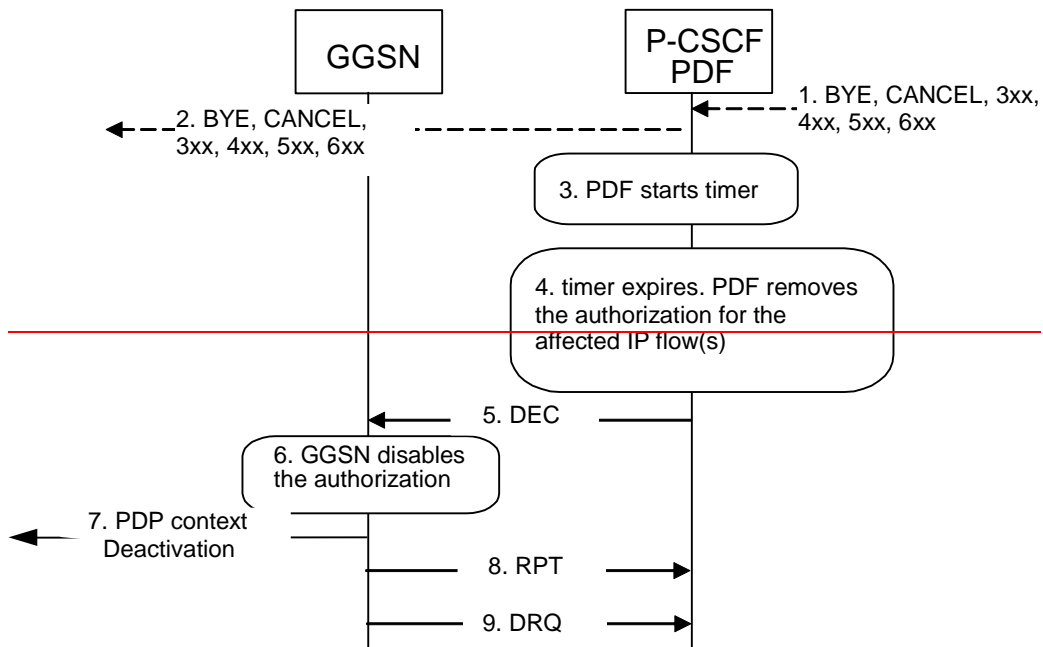 GGSN
P-CSCF
PDF
1. BYE, CANCEL, 3xx,
4xx, 5xx, 6xx
2. BYE, CANCEL,
3xx, 4xx, 5xx, 6xx
3. PDF starts timer
4. timer expires. PDF removes
the authorization for the
affected IP flow(s)
5. DEC
6. GGSN disables
the authorization
7. PDP context
Deactivation
8. RPT
9. DRQ